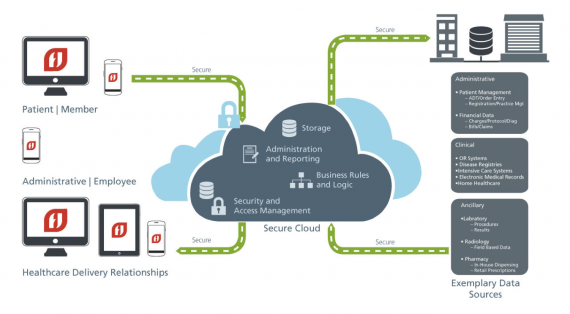 Secure
Secure
Patient | Member
Administrative | Employee
Healthcare Delivery Relationships
Secure
Storage
Administration
and Reporting
Business Rules
and Logic
Security and
Access Management
Secure Cloud
Secure
Administrative
• Patient Management
– ADT/Order Entry
– Registration/Practice Mgt
• Financial Data
– Charges/Protocol/Diag
– Bills/Claims
Clinical
• OR Systems
• Disease Registries
•Intensive Care Systems
• Electronic Medical Records
•Home Healthcare
Ancillary
•Labratory
– Procedures
– Results
• Radiology
– Field Based Data
• Pharmacy
– In-House Dispensing
– Retail Prescriptions
Exemplary Data
Sources